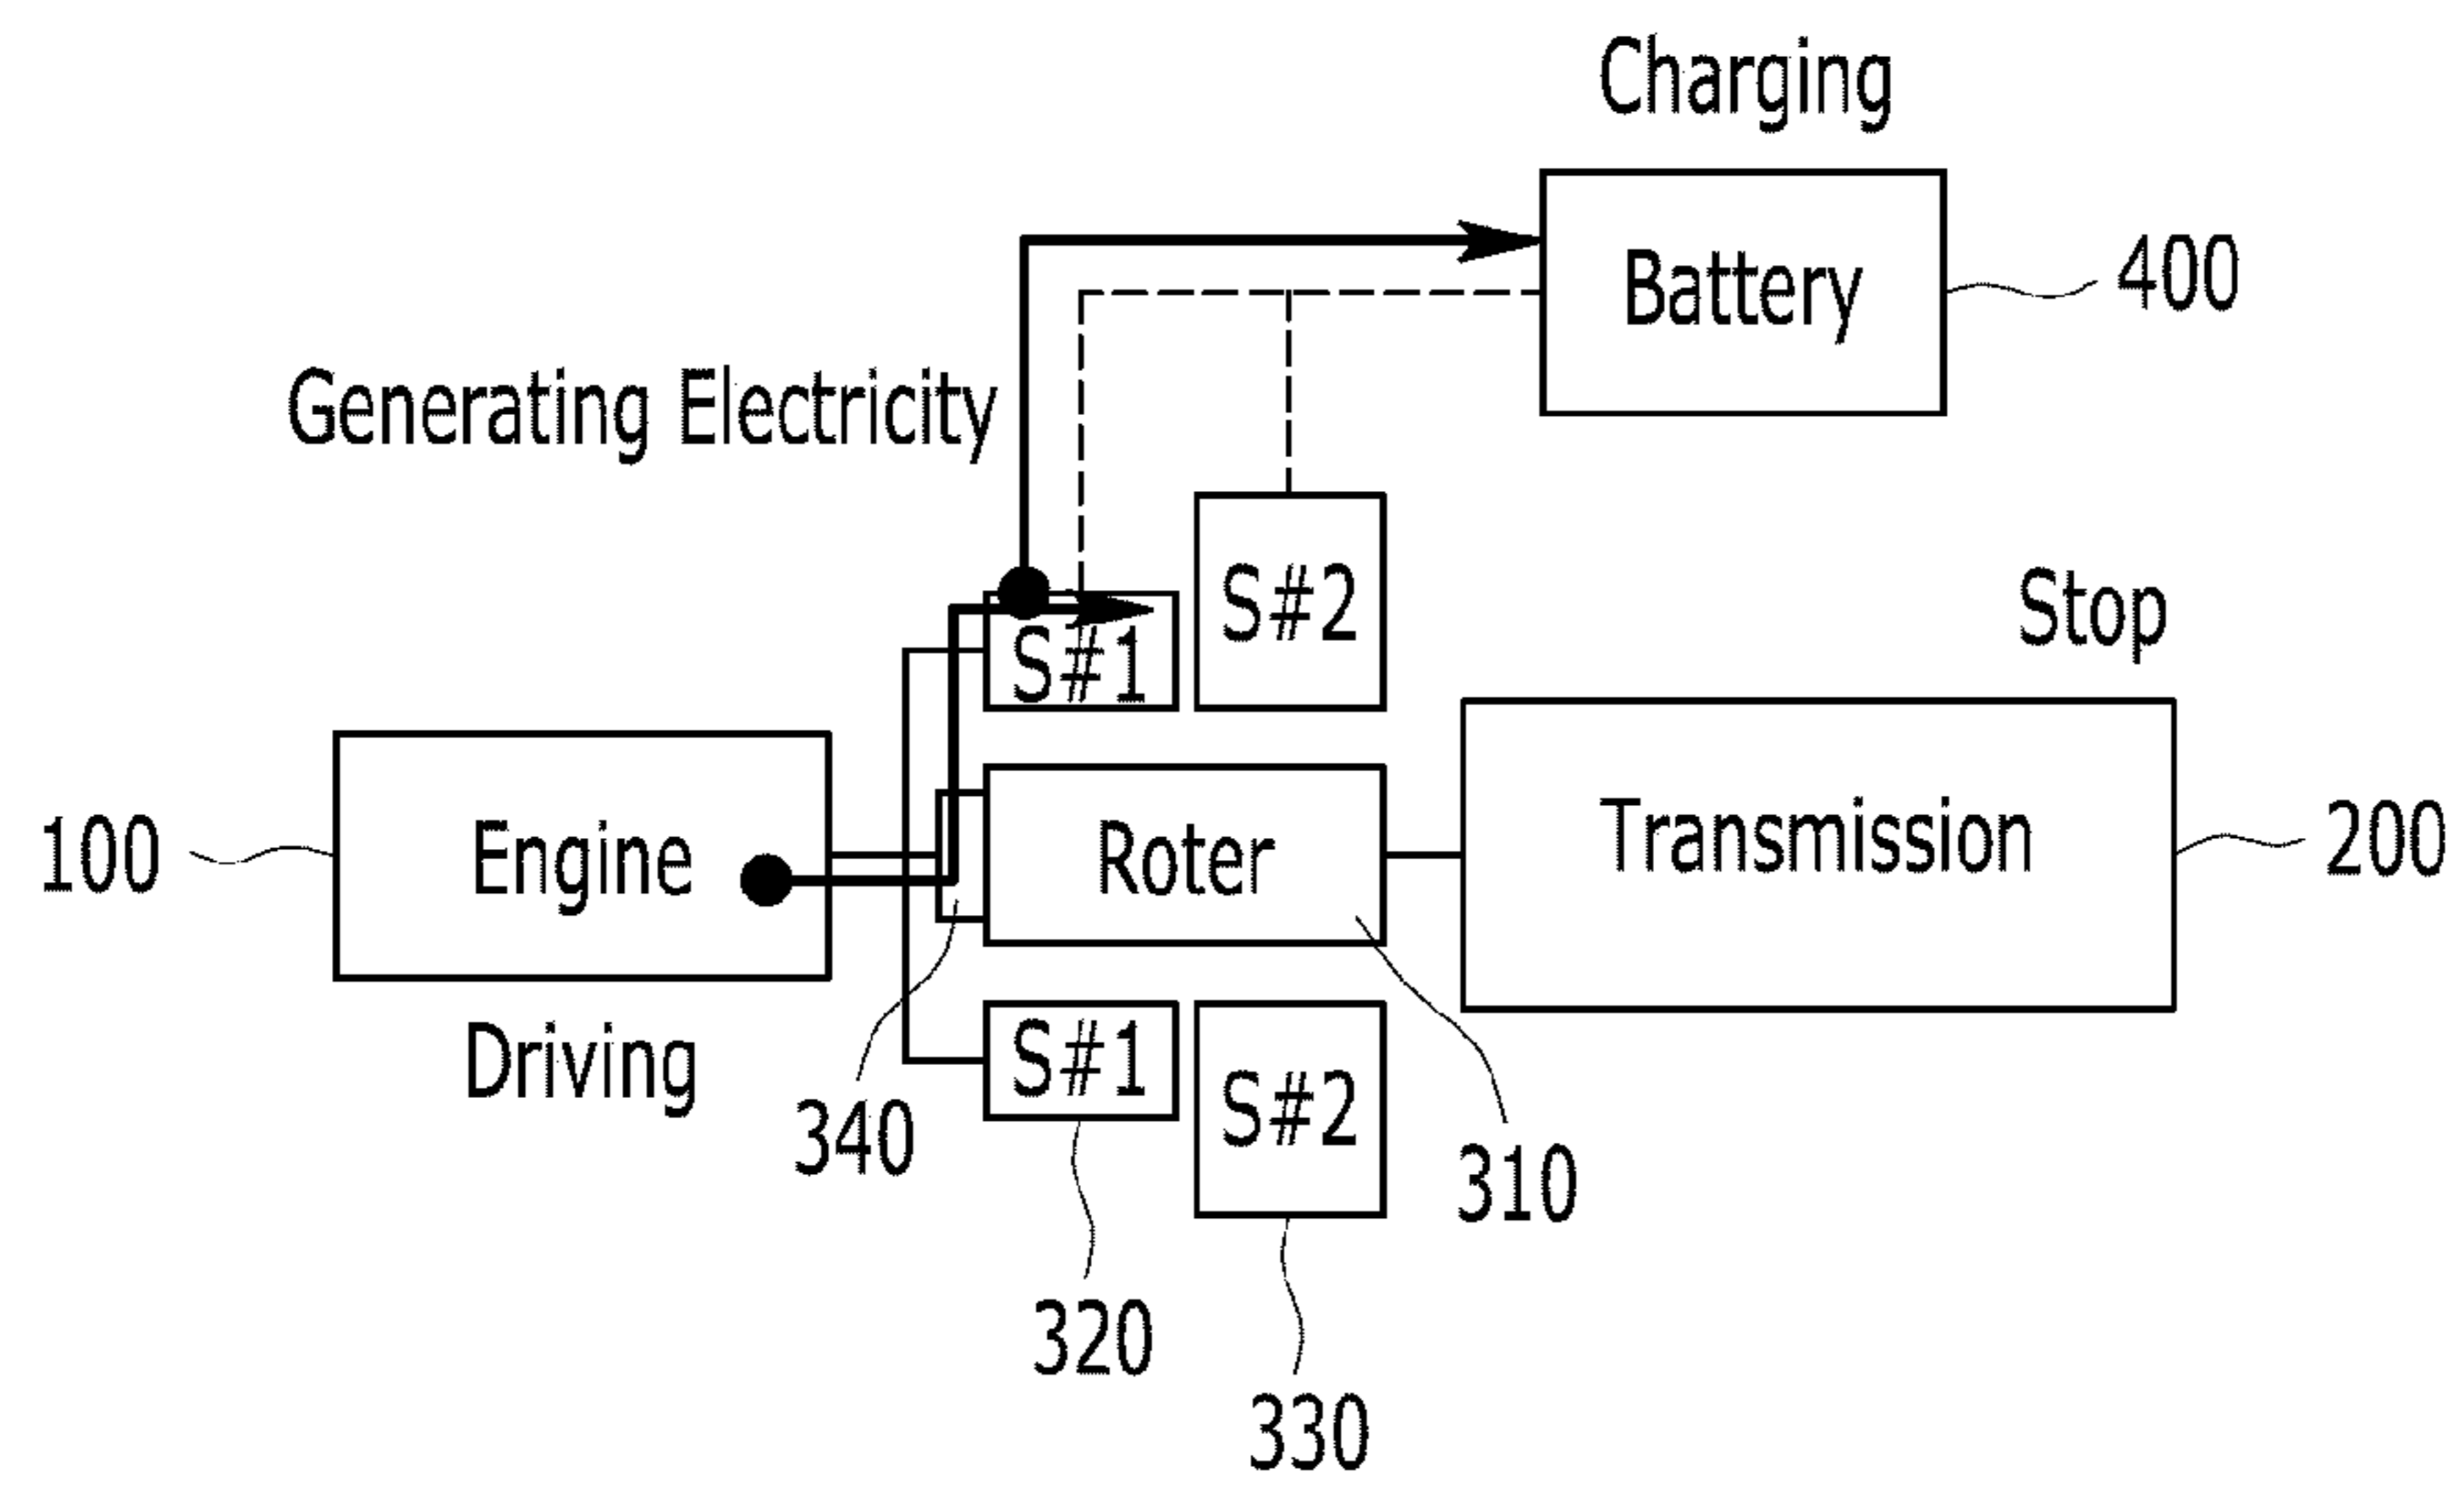 Charging
Battery
400
Generating Electricity
S#2
S#1
Stop
Engine
Roter
Transmission
100
200
Driving
S#1
S#2
340
310
320
330